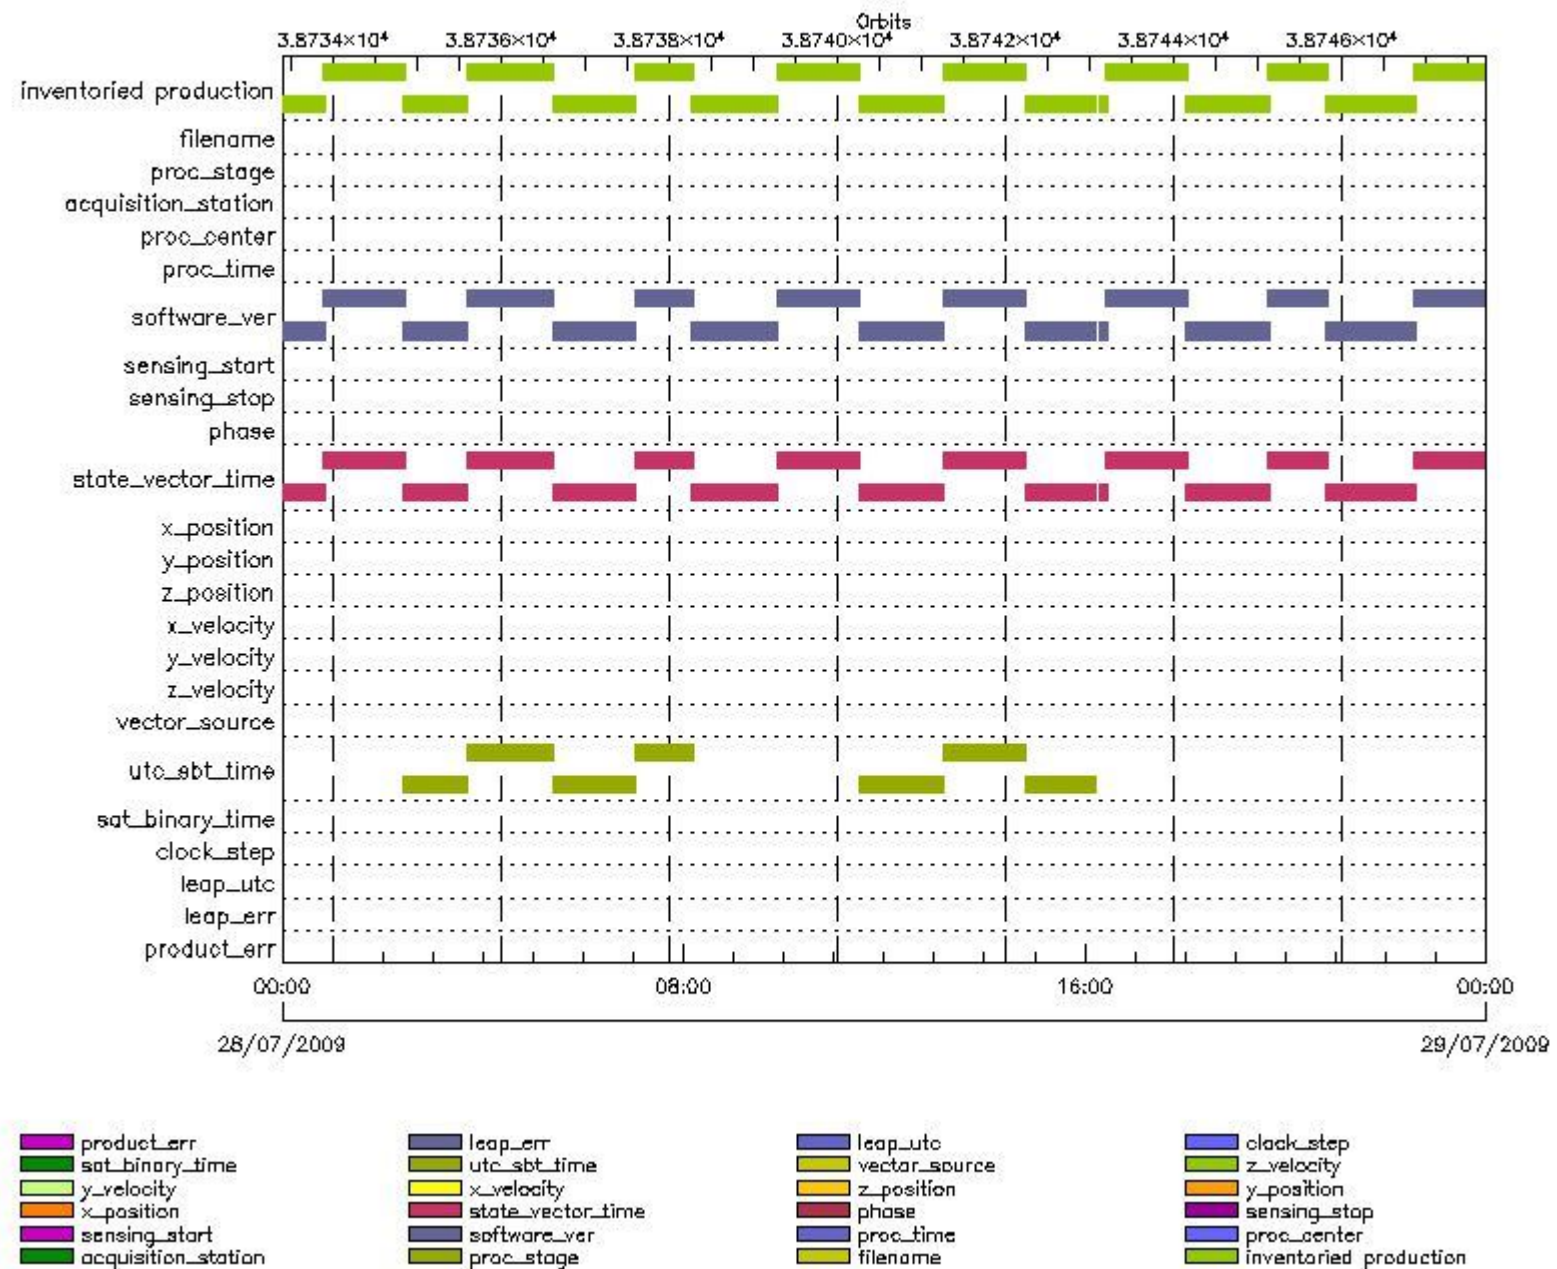 Orbits
3.8734×10⁴ 3.8736×10⁴ 3.8738×10⁴ 3.8740×10⁴ 3.8742×10⁴ 3.8744×10⁴ 3.8746×10⁴
inventoried production
filename
proc_stage
acquisition_station
proc_center
proc_time
software_ver
sensing_start
sensing_stop
phase
state_vector_time
x_position
y_position
z_position
x_velocity
y_velocity
z_velocity
vector_source
utc_sbt_time
sat_binary_time
clock_step
leap_utc
leap_err
product_err
00:00 08:00 16:00 00:00
28/07/2009 29/07/2009
product_err leap_err leap_utc clock_step
sat_binary_time utc_sbt_time vector_source z_velocity
y_velocity x_velocity z_position y_position
x_position state_vector_time phase sensing_stop
sensing_start software_ver proc_time proc_center
acquisition_station proc_stage filename inventoried production